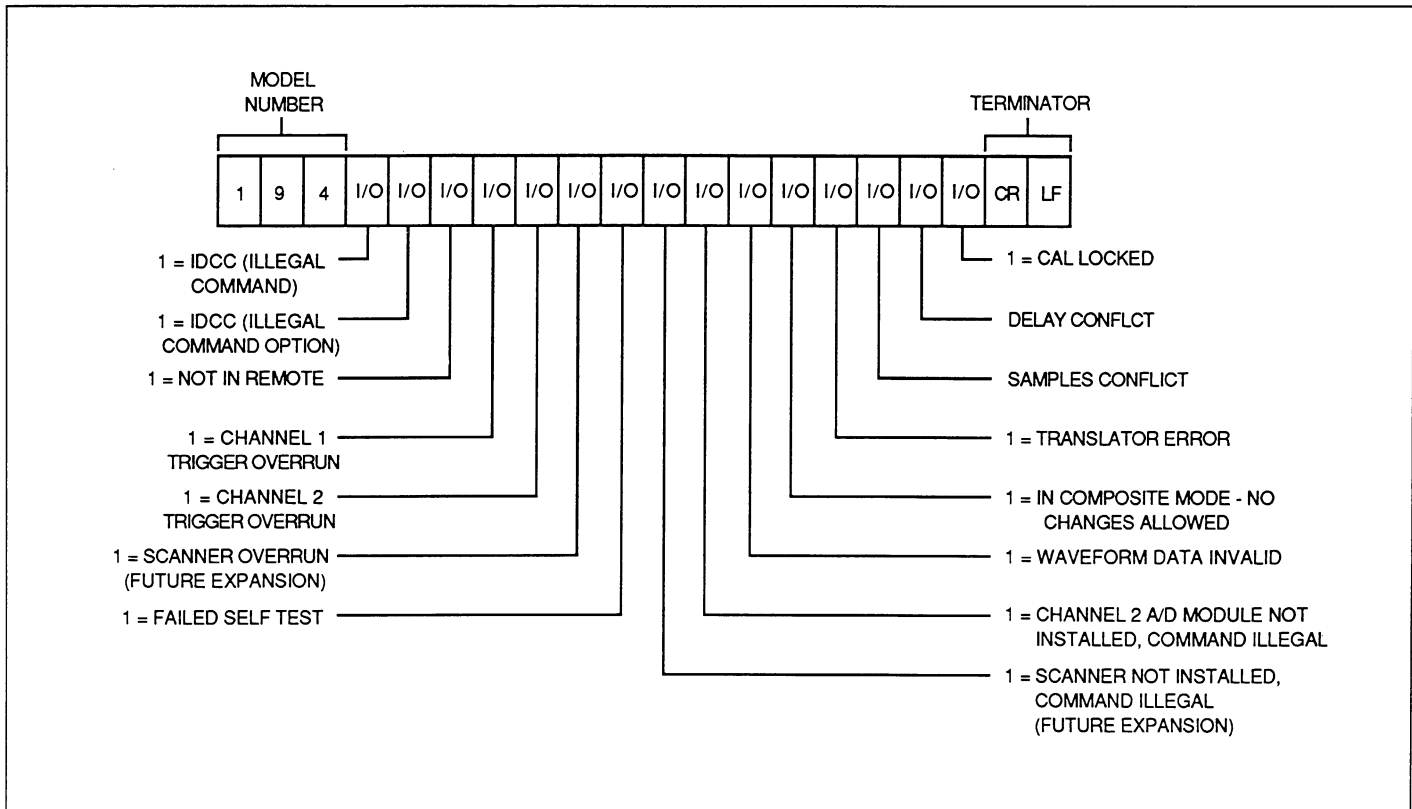 MODEL
NUMBER
TERMINATOR
1 9 4 I/O I/O I/O I/O I/O I/O I/O I/O I/O I/O I/O I/O I/O I/O I/O CR LF
1 = IDCC (ILLEGAL
COMMAND)
1 = IDCC (ILLEGAL
COMMAND OPTION)
1 = NOT IN REMOTE
1 = CHANNEL 1
TRIGGER OVERRUN
1 = CHANNEL 2
TRIGGER OVERRUN
1 = SCANNER OVERRUN
(FUTURE EXPANSION)
1 = FAILED SELF TEST
1 = CAL LOCKED
DELAY CONFLCT
SAMPLES CONFLICT
1 = TRANSLATOR ERROR
1 = IN COMPOSITE MODE - NO
CHANGES ALLOWED
1 = WAVEFORM DATA INVALID
1 = CHANNEL 2 A/D MODULE NOT
INSTALLED, COMMAND ILLEGAL
1 = SCANNER NOT INSTALLED,
COMMAND ILLEGAL
(FUTURE EXPANSION)